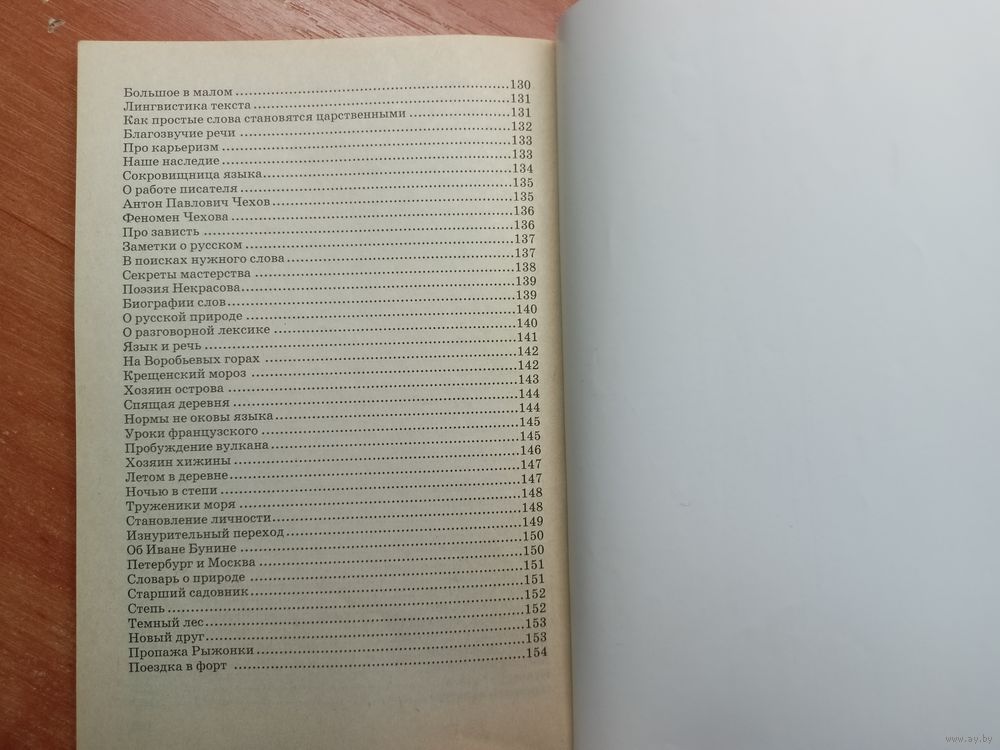 Большое в малом ... 130
Лингвистика текста ... 131
Как простые слова становятся царственными ... 131
Благозвучие речи ... 132
Про карьеризм ... 133
Наше наследие ... 133
Сокровищница языка ... 134
О работе писателя ... 135
Антон Павлович Чехов ... 135
Феномен Чехова ... 136
Про зависть ... 136
Заметки о русском ... 137
В поисках нужного слова ... 137
Секреты мастерства ... 138
Поэзия Некрасова ... 139
Биографии слов ... 139
О русской природе ... 140
О разговорной лексике ... 140
Язык и речь ... 141
На Воробьевых горах ... 142
Крещенский мороз ... 142
Хозяин острова ... 143
Спящая деревня ... 144
Нормы не оковы языка ... 144
Уроки французского ... 145
Пробуждение вулкана ... 145
Хозяин хижины ... 146
Летом в деревне ... 147
Ночью в степи ... 147
Труженики моря ... 148
Становление личности ... 148
Изнурительный переход ... 149
Об Иване Бунине ... 150
Петербург и Москва ... 150
Словарь о природе ... 151
Старший садовник ... 151
Степь ... 152
Темный лес ... 152
Новый друг ... 153
Пропажа Рыжонки ... 153
Поездка в форт ... 154
www.ay.by